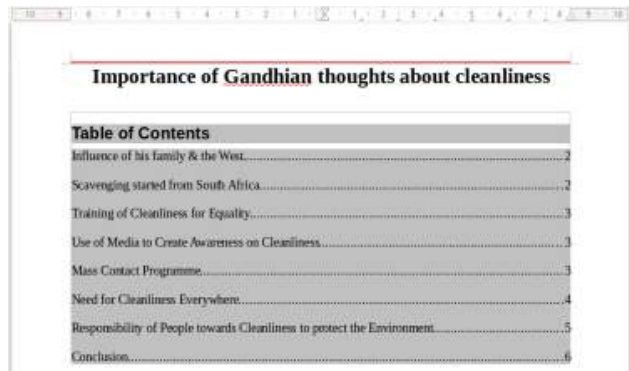 Importance of Gandhian thoughts about cleanliness
Table of Contents
Influence of his family & the West.....2
Scavenging started from South Africa.....2
Training of Cleanliness for Equality.....3
Use of Media to Create Awareness on Cleanliness.....3
Mass Contact Programme.....3
Need for Cleanliness Everywhere.....4
Responsibility of People towards Cleanliness to protect the Environment.....5
Conclusion.....6